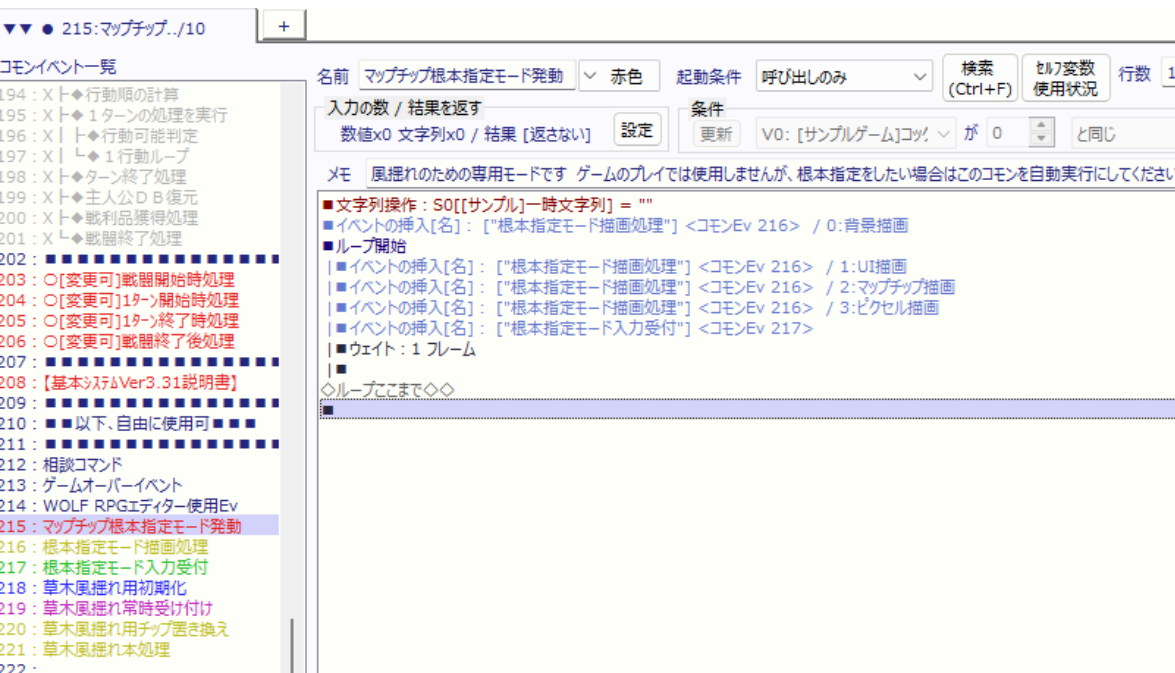 ▼▼ ● 215:マップチップ../10
+
コモンイベント一覧
194 : X ┣◆行動順の計算
195 : X ┣◆１ターンの処理を実行
196 : X┃ ┣◆行動可能判定
197 : X┃ ┗◆１行動ループ
198 : X ┣◆ターン終了処理
199 : X ┣◆主人公ＤＢ復元
200 : X ┣◆戦利品獲得処理
201 : X ┗◆戦闘終了処理
202 : ■■■■■■■■■■■■■■■
203 : ○[変更可]戦闘開始時処理
204 : ○[変更可]1ターン開始時処理
205 : ○[変更可]1ターン終了時処理
206 : ○[変更可]戦闘終了後処理
207 : ■■■■■■■■■■■■■■■
208 : 【基本システムVer3.31説明書】
209 : ■■■■■■■■■■■■■■■
210 : ■■以下、自由に使用可■■■
211 : ■■■■■■■■■■■■■■■
212 : 相談コマンド
213 : ゲームオーバーイベント
214 : WOLF RPGエディター使用Ev
215 : マップチップ根本指定モード発動
216 : 根本指定モード描画処理
217 : 根本指定モード入力受付
218 : 草木風揺れ用初期化
219 : 草木風揺れ常時受け付け
220 : 草木風揺れ用チップ置き換え
221 : 草木風揺れ本処理
222 :
名前 マップチップ根本指定モード発動 赤色 起動条件 呼び出しのみ 検索 (Ctrl+F) セルフ変数 使用状況 行数 1
入力の数 / 結果を返す
数値x0 文字列x0 / 結果 [返さない] 設定
条件
更新 V0: [サンプルゲーム]コック が 0 と同じ
メモ 風揺れのための専用モードです ゲームのプレイでは使用しませんが、根本指定をしたい場合はこのコモンを自動実行にしてください
■文字列操作：S0[[サンプル]一時文字列] = ""
■イベントの挿入[名]： ["根本指定モード描画処理"] <コモンEv 216> / 0:背景描画
■ループ開始
|■イベントの挿入[名]： ["根本指定モード描画処理"] <コモンEv 216> / 1:UI描画
|■イベントの挿入[名]： ["根本指定モード描画処理"] <コモンEv 216> / 2:マップチップ描画
|■イベントの挿入[名]： ["根本指定モード描画処理"] <コモンEv 216> / 3:ピクセル描画
|■イベントの挿入[名]： ["根本指定モード入力受付"] <コモンEv 217>
|■ウェイト：1 フレーム
|■
◇ループここまで◇◇
■